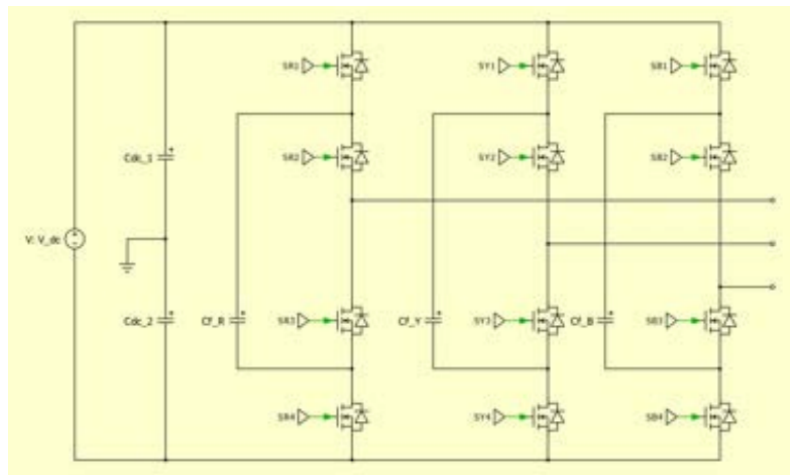 SR1 SY1 SB1
Cdc_1 SR2 SY2 SB2
V: V_dc
Cdc_2 Cf_R SR3 Cf_Y SY3 Cf_B SB3
SR4 SY4 SB4